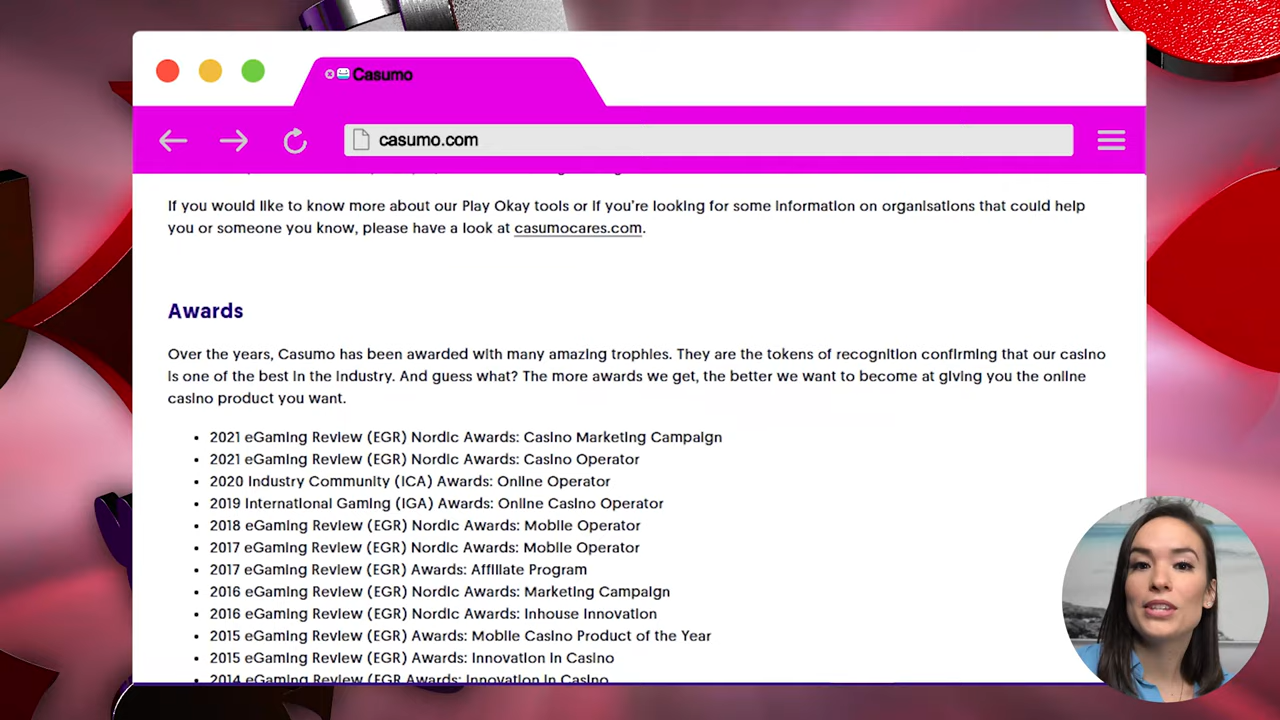 Casumo
casumo.com
If you would like to know more about our Play Okay tools or if you're looking for some information on organisations that could help
you or someone you know, please have a look at casumocares.com.
Awards
Over the years, Casumo has been awarded with many amazing trophies. They are the tokens of recognition confirming that our casino
is one of the best in the industry. And guess what? The more awards we get, the better we want to become at giving you the online
casino product you want.
• 2021 eGaming Review (EGR) Nordic Awards: Casino Marketing Campaign
• 2021 eGaming Review (EGR) Nordic Awards: Casino Operator
• 2020 Industry Community (ICA) Awards: Online Operator
• 2019 International Gaming (IGA) Awards: Online Casino Operator
• 2018 eGaming Review (EGR) Nordic Awards: Mobile Operator
• 2017 eGaming Review (EGR) Nordic Awards: Mobile Operator
• 2017 eGaming Review (EGR) Awards: Affiliate Program
• 2016 eGaming Review (EGR) Nordic Awards: Marketing Campaign
• 2016 eGaming Review (EGR) Nordic Awards: Inhouse Innovation
• 2015 eGaming Review (EGR) Awards: Mobile Casino Product of the Year
• 2015 eGaming Review (EGR) Awards: Innovation in Casino
• 2014 eGaming Review (EGR Awards: Innovation in Casino